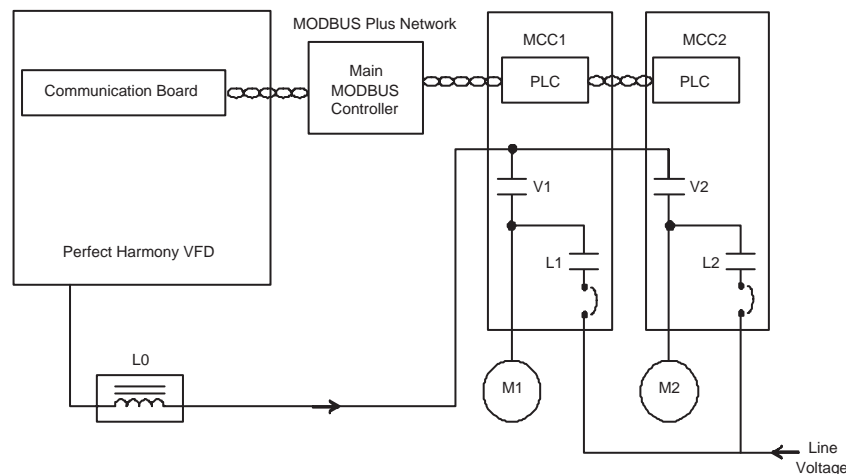 MODBUS Plus Network
MCC1
MCC2
Communication Board
Main
MODBUS
Controller
PLC
PLC
V1
V2
Perfect Harmony VFD
L1
L2
L0
M1
M2
Line
Voltage